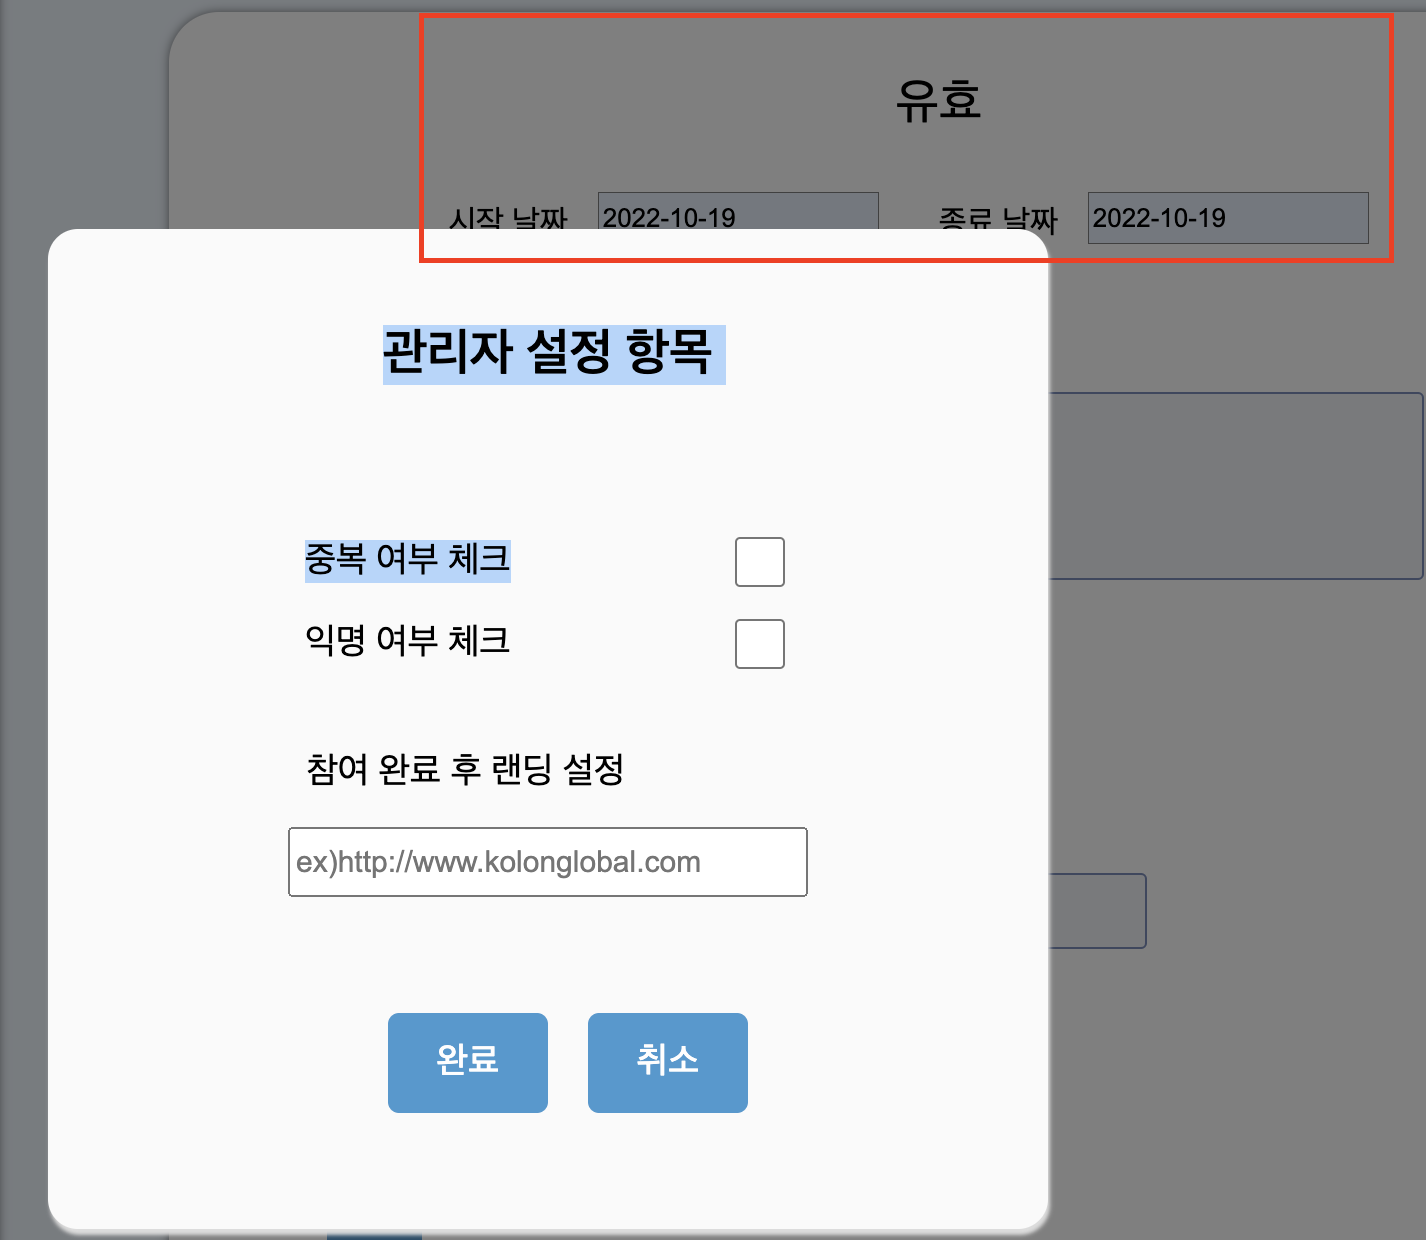 유효
시작 날짜 2022-10-19 종료 날짜 2022-10-19
관리자 설정 항목
중복 여부 체크
익명 여부 체크
참여 완료 후 랜딩 설정
ex)http://www.kolonglobal.com
완료 취소